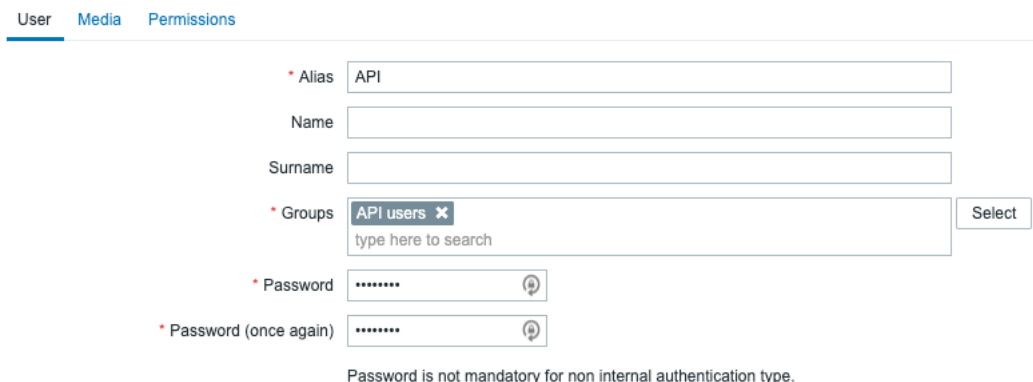 User Media Permissions
* Alias API
Name
Surname
* Groups API users ✖ Select
type here to search
* Password ••••••••
* Password (once again) ••••••••
Password is not mandatory for non internal authentication type.